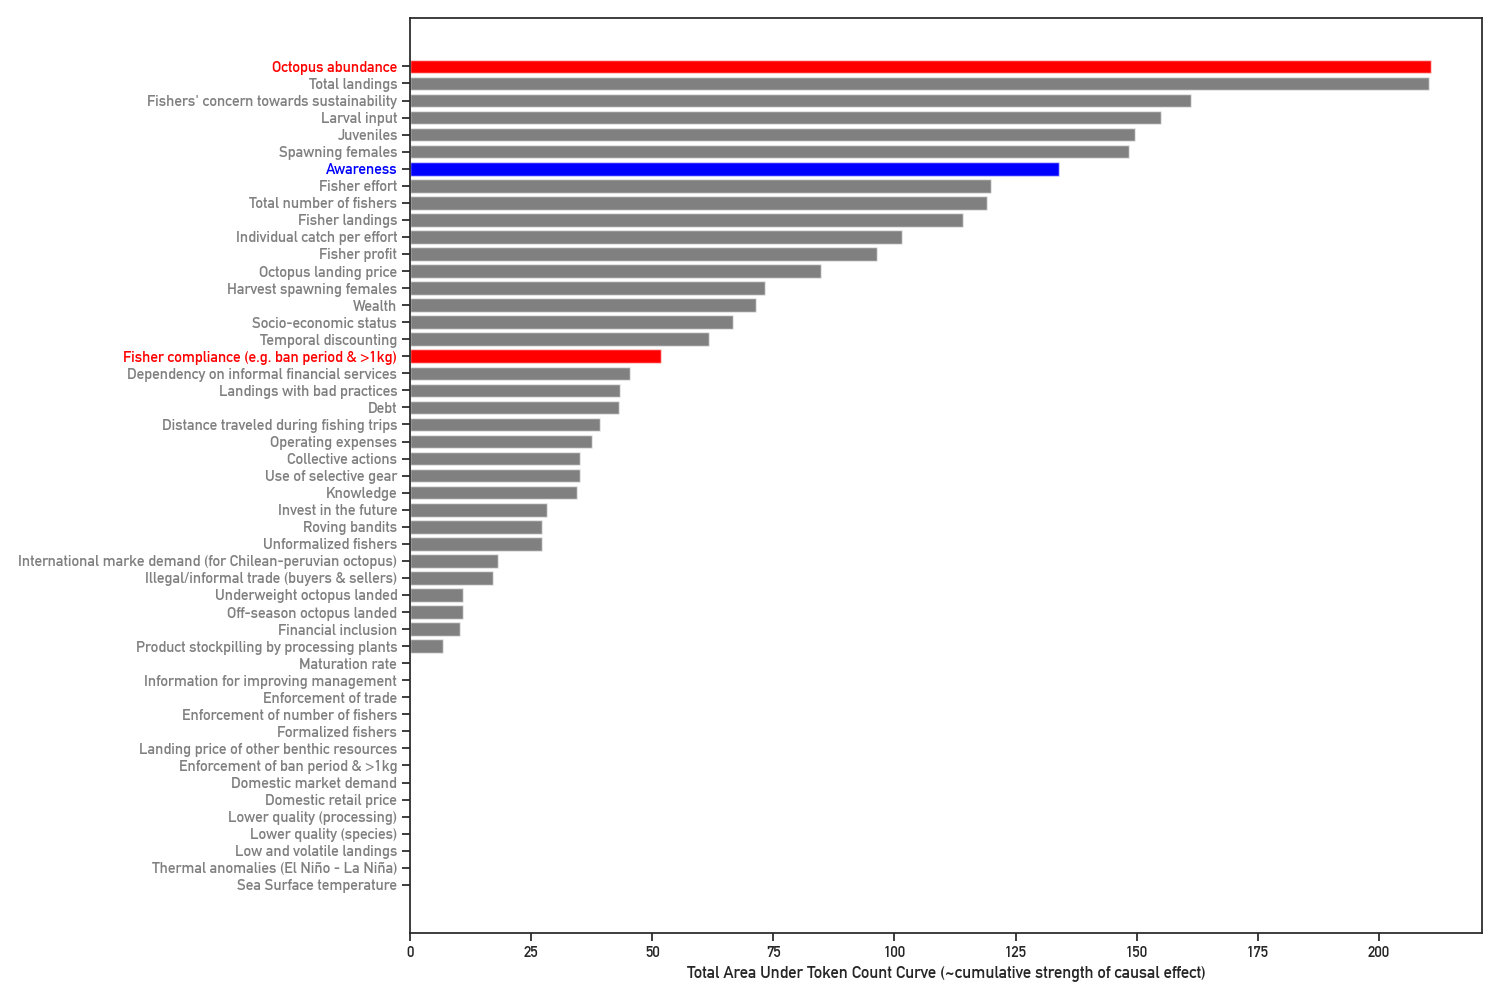 Octopus abundance
Total landings
Fishers' concern towards sustainability
Larval input
Juveniles
Spawning females
Awareness
Fisher effort
Total number of fishers
Fisher landings
Individual catch per effort
Fisher profit
Octopus landing price
Harvest spawning females
Wealth
Socio-economic status
Temporal discounting
Fisher compliance (e.g. ban period & >1kg)
Dependency on informal financial services
Landings with bad practices
Debt
Distance traveled during fishing trips
Operating expenses
Collective actions
Use of selective gear
Knowledge
Invest in the future
Roving bandits
Unformalized fishers
International marke demand (for Chilean-peruvian octopus)
Illegal/informal trade (buyers & sellers)
Underweight octopus landed
Off-season octopus landed
Financial inclusion
Product stockpilling by processing plants
Maturation rate
Information for improving management
Enforcement of trade
Enforcement of number of fishers
Formalized fishers
Landing price of other benthic resources
Enforcement of ban period & >1kg
Domestic market demand
Domestic retail price
Lower quality (processing)
Lower quality (species)
Low and volatile landings
Thermal anomalies (El Niño - La Niña)
Sea Surface temperature
0 25 50 75 100 125 150 175 200
Total Area Under Token Count Curve (~cumulative strength of causal effect)